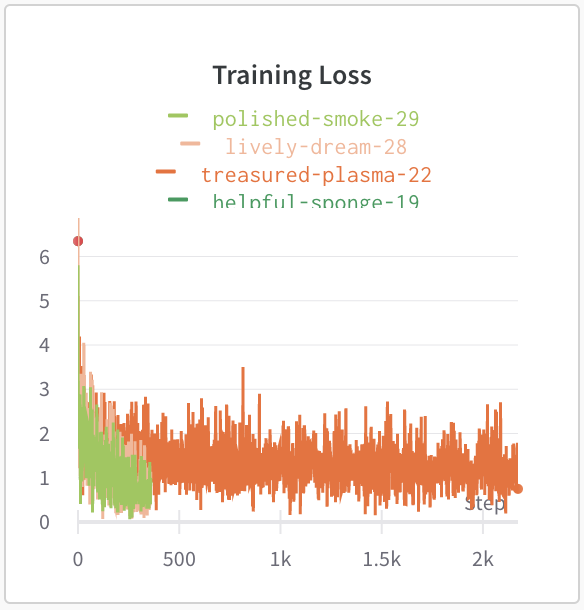 Training Loss
polished-smoke-29
lively-dream-28
treasured-plasma-22
helpful-sponge-19
6
5
4
3
2
1
0
Step
0 500 1k 1.5k 2k